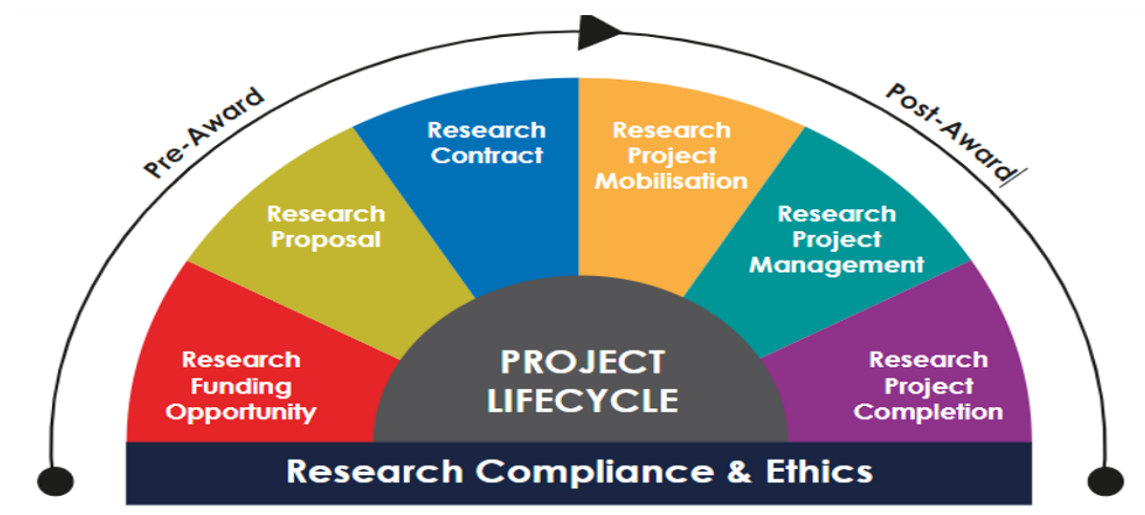 Pre-Award
Post-Award
Research
Funding
Opportunity
Research
Proposal
Research
Contract
Research
Project
Mobilisation
Research
Project
Management
Research
Project
Completion
PROJECT
LIFECYCLE
Research Compliance & Ethics